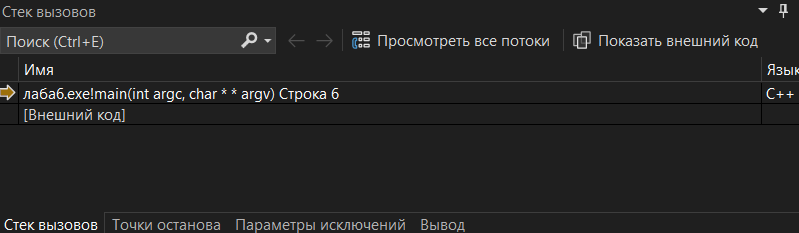 Стек вызовов
Поиск (Ctrl+E) Просмотреть все потоки Показать внешний код
Имя Язык
лаба6.exe!main(int argc, char * * argv) Строка 6 C++
[Внешний код]
Стек вызовов Точки останова Параметры исключений Вывод